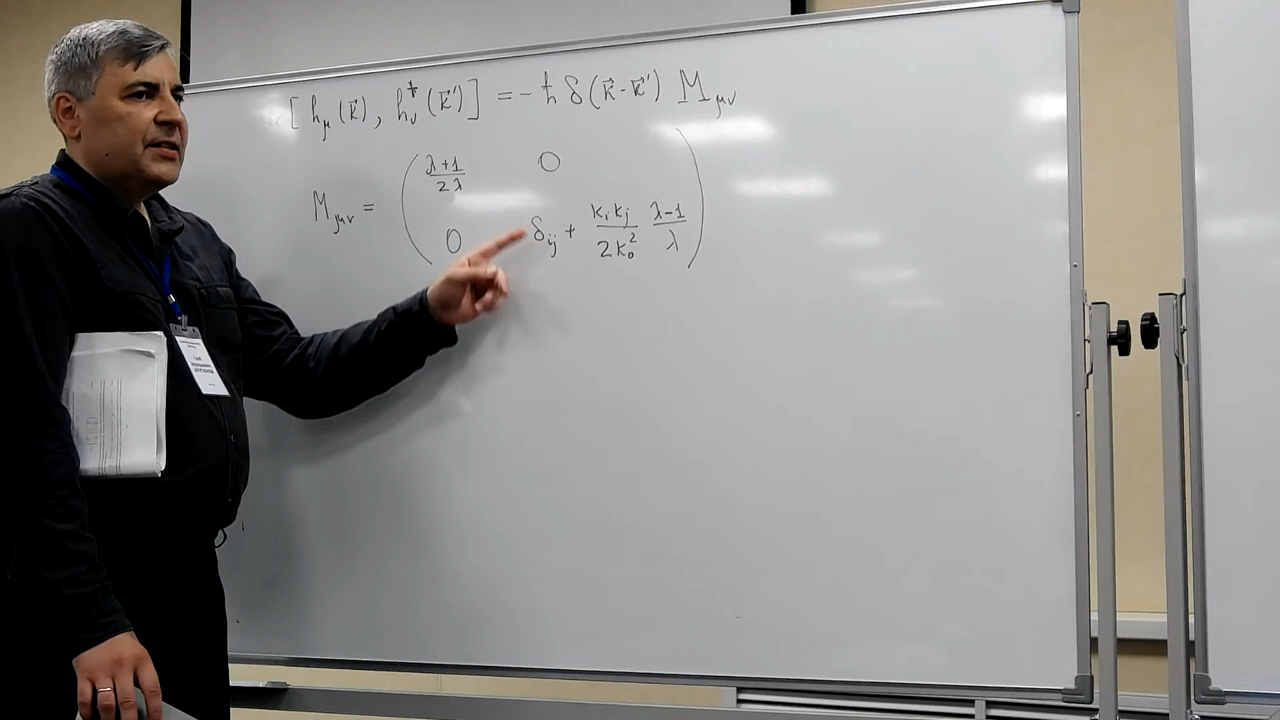 [h_μ(k⃗), h_ν^‡(k⃗')] = -ħ δ(k⃗-k⃗') M_μν
M_μν = ( (λ+1)/(2λ) 0
0 δ_ij + (k_i k_j)/(2k_0^2) (λ-1)/λ )